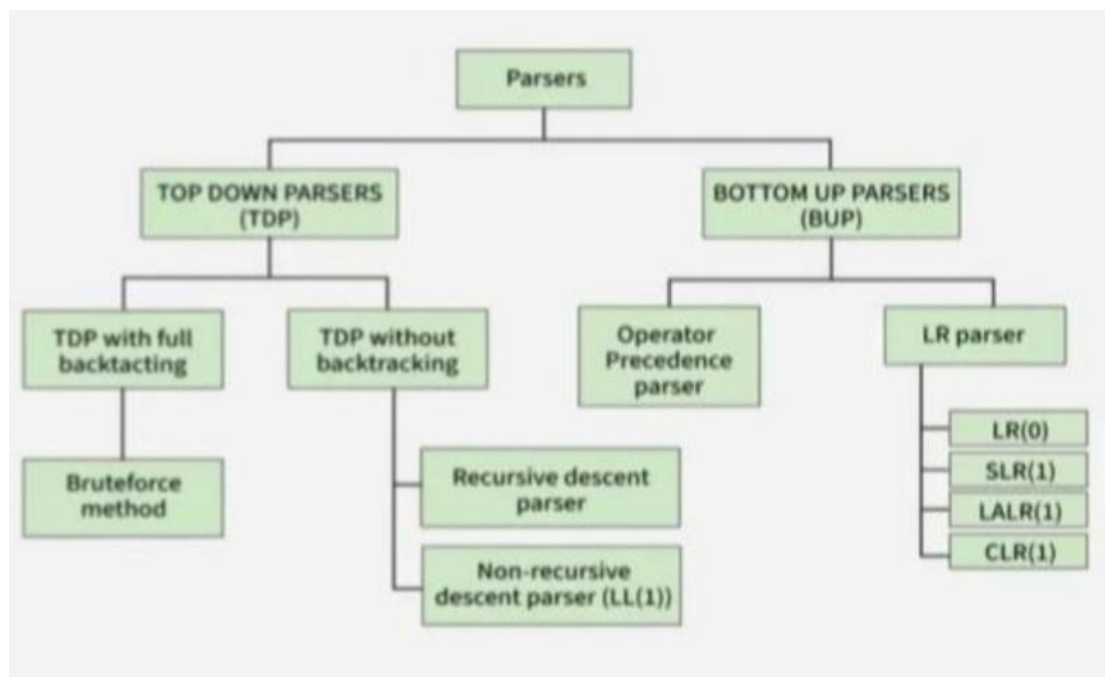 Parsers
TOP DOWN PARSERS
(TDP)
BOTTOM UP PARSERS
(BUP)
TDP with full
backtacting
TDP without
backtracking
Operator
Precedence
parser
LR parser
Bruteforce
method
Recursive descent
parser
Non-recursive
descent parser (LL(1))
LR(0)
SLR(1)
LALR(1)
CLR(1)